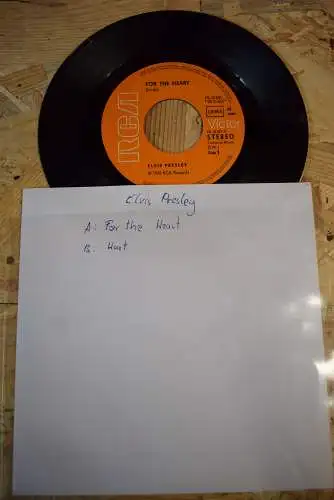 FOR THE HEART
RCA
Victor
STEREO
ELVIS PRESLEY
Elvis Presley
A: For the Heart
B: Hurt